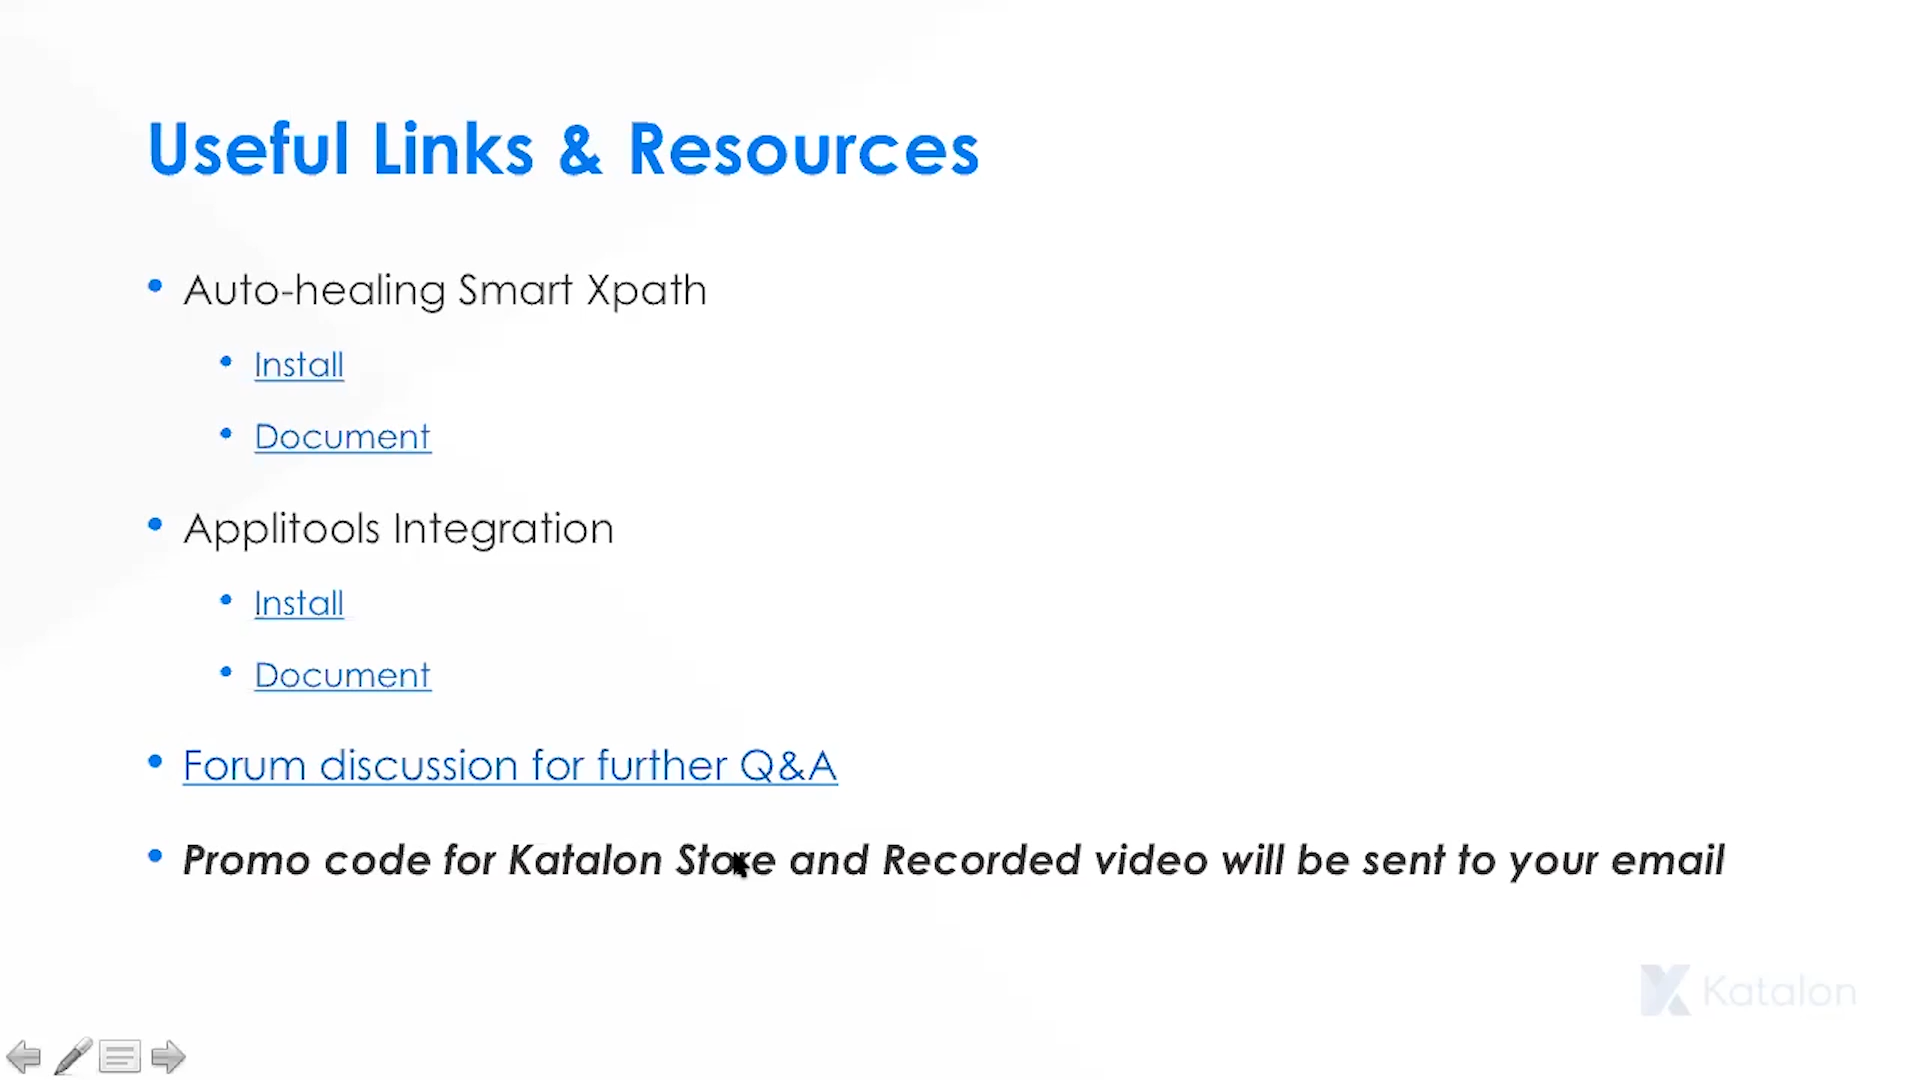 Useful Links & Resources
Auto-healing Smart Xpath
Install
Document
Applitools Integration
Install
Document
Forum discussion for further Q&A
Promo code for Katalon Store and Recorded video will be sent to your email
Katalon